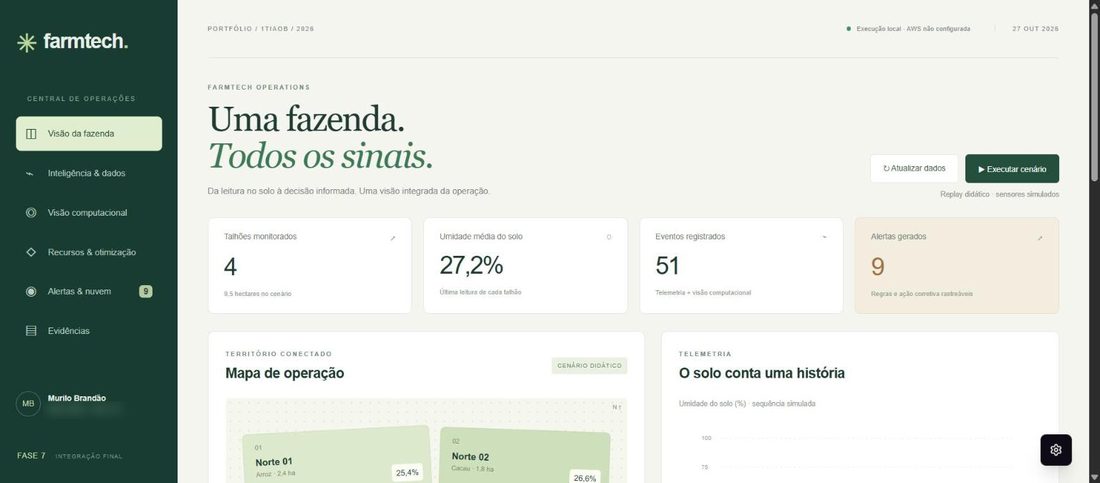 farmtech.
CENTRAL DE OPERAÇÕES
Visão da fazenda
Inteligência & dados
Visão computacional
Recursos & otimização
Alertas & nuvem 9
Evidências
MB Murilo Brandão
FASE 7 INTEGRAÇÃO FINAL
PORTFÓLIO / 1TIAOB / 2026
Execução local · AWS não configurada
27 OUT 2026
FARMTECH OPERATIONS
Uma fazenda.
Todos os sinais.
Da leitura no solo à decisão informada. Uma visão integrada da operação.
↻ Atualizar dados
▶ Executar cenário
Replay didático · sensores simulados
Talhões monitorados
4
9,5 hectares no cenário
Umidade média do solo
27,2%
Última leitura de cada talhão
Eventos registrados
51
Telemetria + visão computacional
Alertas gerados
9
Regras e ação corretiva rastreáveis
TERRITÓRIO CONECTADO
Mapa de operação
CENÁRIO DIDÁTICO
N↑
01
Norte 01
Arroz · 2,4 ha
25,4%
02
Norte 02
Cacau · 1,8 ha
26,6%
TELEMETRIA
O solo conta uma história
Umidade do solo (%) · sequência simulada
100
75